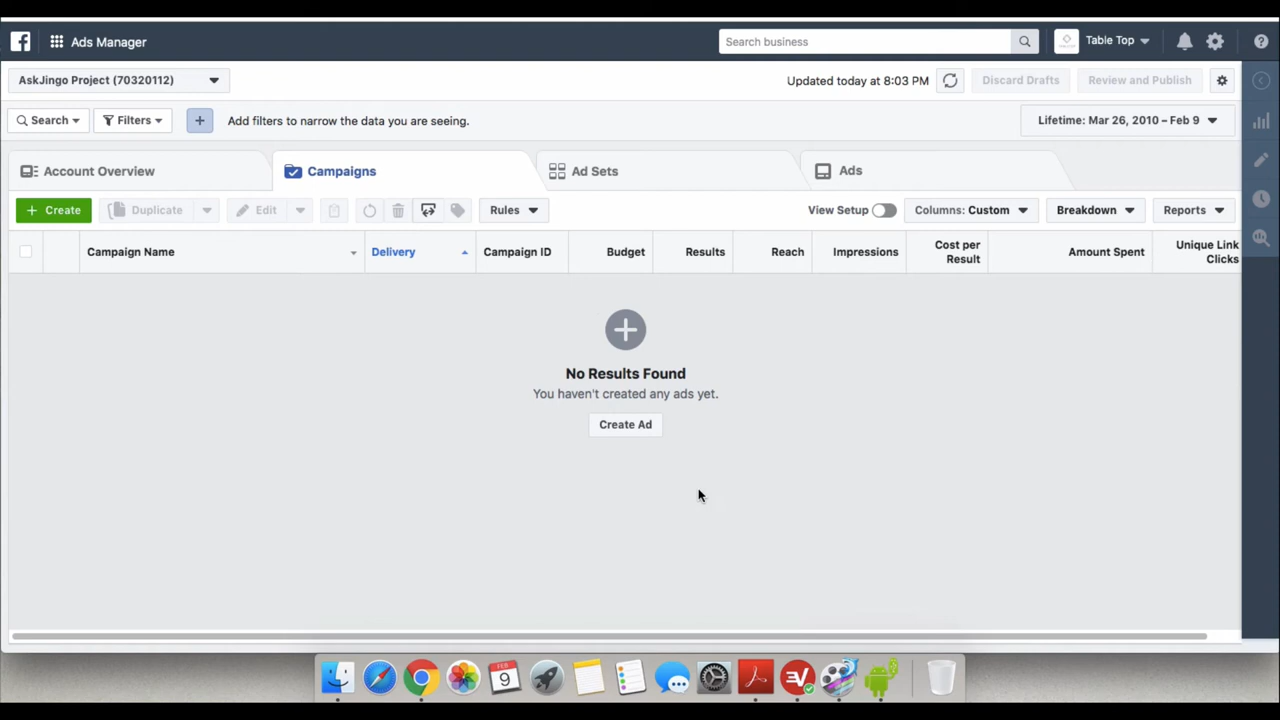 Ads Manager
Search business
Table Top
AskJingo Project (70320112)
Updated today at 8:03 PM
Discard Drafts
Review and Publish
Search
Filters
Add filters to narrow the data you are seeing.
Lifetime: Mar 26, 2010 – Feb 9
Account Overview
Campaigns
Ad Sets
Ads
+ Create
Duplicate
Edit
Rules
View Setup
Columns: Custom
Breakdown
Reports
Campaign Name
Delivery
Campaign ID
Budget
Results
Reach
Impressions
Cost per
Result
Amount Spent
Unique Link
Clicks
No Results Found
You haven't created any ads yet.
Create Ad
FEB
9